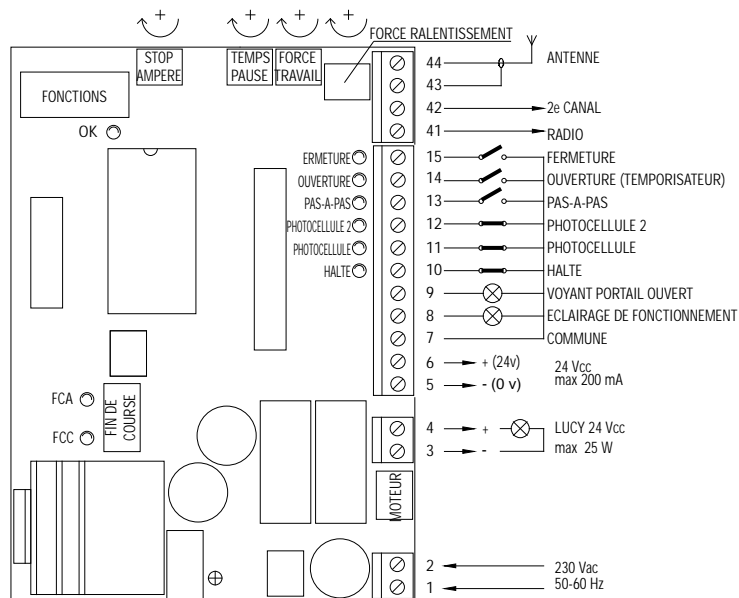 + + + +
FORCE RALENTISSEMENT
STOP
AMPERE
TEMPS
PAUSE
FORCE
TRAVAIL
FONCTIONS
OK
44 ANTENNE
43
42 2e CANAL
41 RADIO
ERMETURE 15 FERMETURE
OUVERTURE 14 OUVERTURE (TEMPORISATEUR)
PAS-A-PAS 13 PAS-A-PAS
PHOTOCELLULE 2 12 PHOTOCELLULE 2
PHOTOCELLULE 11 PHOTOCELLULE
HALTE 10 HALTE
9 VOYANT PORTAIL OUVERT
8 ECLAIRAGE DE FONCTIONNEMENT
7 COMMUNE
6 + (24v) 24 Vcc
5 - (0 v) max 200 mA
FCA
FCC
FIN DE
COURSE
4 + LUCY 24 Vcc
3 - max 25 W
MOTEUR
2 230 Vac
1 50-60 Hz